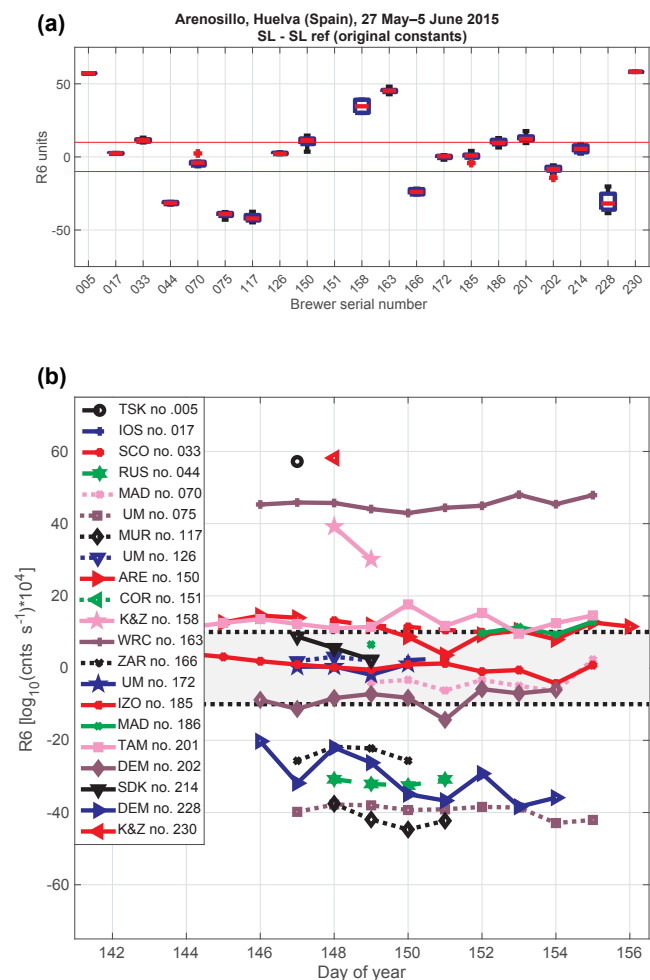 (a)
Arenosillo, Huelva (Spain), 27 May–5 June 2015
SL - SL ref (original constants)
50
0
-50
R6 units
005 017 033 044 070 075 117 126 150 151 158 163 166 172 185 186 201 202 214 228 230
Brewer serial number
(b)
TSK no .005
IOS no. 017
SCO no. 033
RUS no. 044
MAD no. 070
UM no. 075
MUR no. 117
UM no. 126
ARE no. 150
COR no. 151
K&Z no. 158
WRC no. 163
ZAR no. 166
UM no. 172
IZO no. 185
MAD no. 186
TAM no. 201
DEM no. 202
SDK no. 214
DEM no. 228
K&Z no. 230
60
40
20
0
-20
-40
-60
R6 [log10(cnts s-1)*10^4)
142 144 146 148 150 152 154 156
Day of year